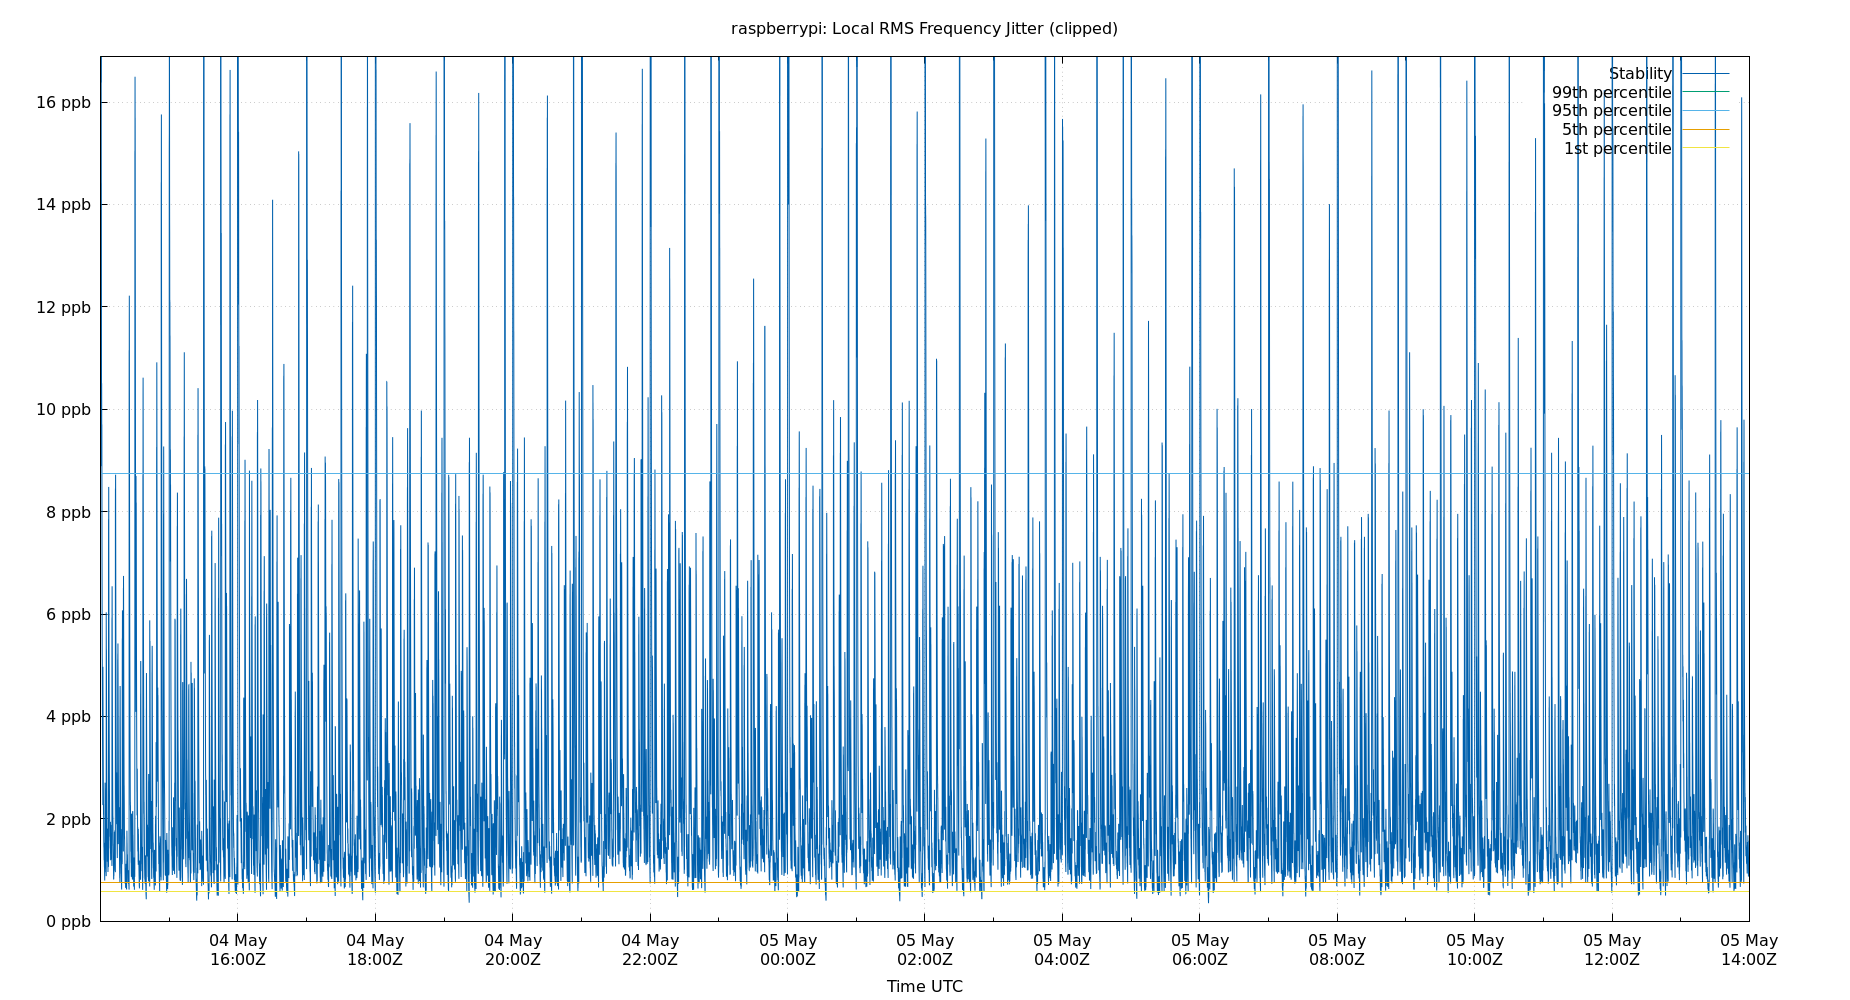 raspberrypi: Local RMS Frequency Jitter (clipped)
Stability
99th percentile
95th percentile
5th percentile
1st percentile
16 ppb
14 ppb
12 ppb
10 ppb
8 ppb
6 ppb
4 ppb
2 ppb
0 ppb
04 May 04 May 04 May 04 May 05 May 05 May 05 May 05 May 05 May 05 May 05 May 05 May
16:00Z 18:00Z 20:00Z 22:00Z 00:00Z 02:00Z 04:00Z 06:00Z 08:00Z 10:00Z 12:00Z 14:00Z
Time UTC